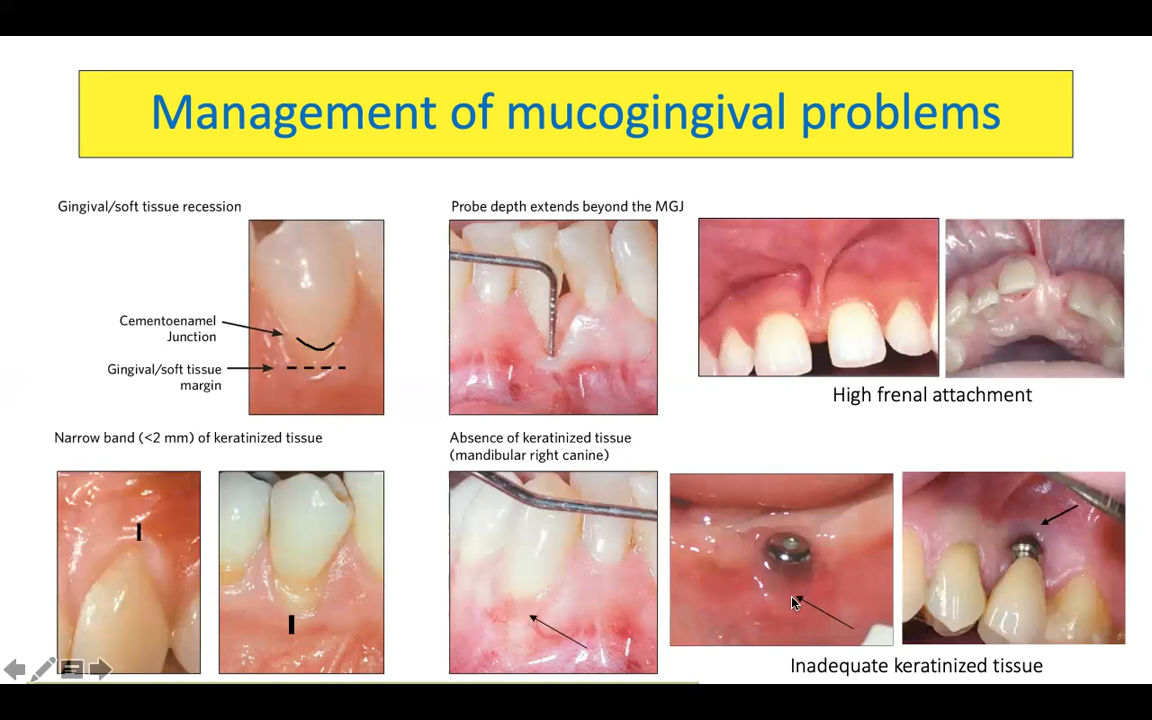 Management of mucogingival problems
Gingival/soft tissue recession
Cementoenamel
Junction
Gingival/soft tissue
margin
Probe depth extends beyond the MGJ
High frenal attachment
Narrow band (<2 mm) of keratinized tissue
Absence of keratinized tissue
(mandibular right canine)
Inadequate keratinized tissue